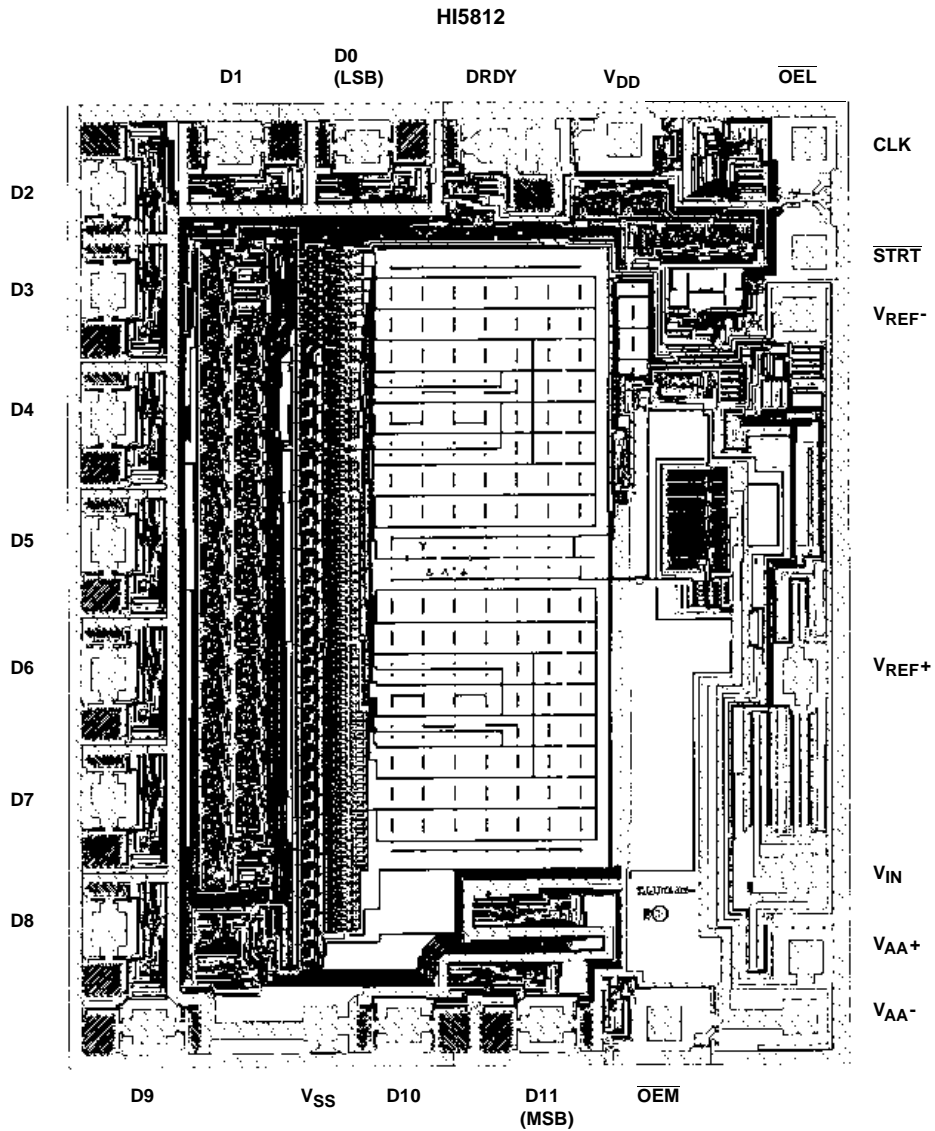 HI5812
D1
D0
(LSB)
DRDY
VDD
OEL
CLK
D2
STRT
D3
VREF-
D4
D5
D6
VREF+
D7
VIN
D8
VAA+
VAA-
D9
VSS
D10
D11
(MSB)
OEM